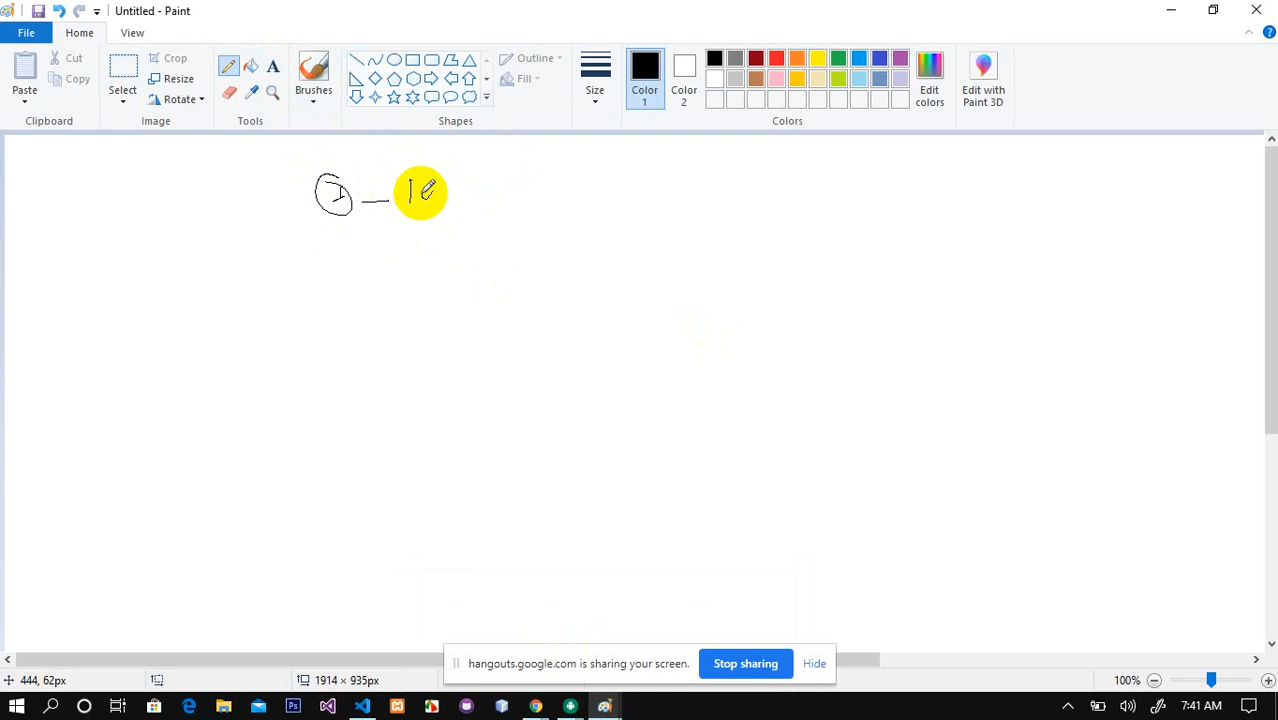 Untitled - Paint
File Home View
Paste Cut Copy Select Crop Resize Rotate A Brushes Outline Fill Size Color 1 Color 2 Edit colors Edit with Paint 3D
Clipboard Image Tools Shapes Colors
hangouts.google.com is sharing your screen. Stop sharing Hide
444, 62px 1914 × 935px 100%
7:41 AM